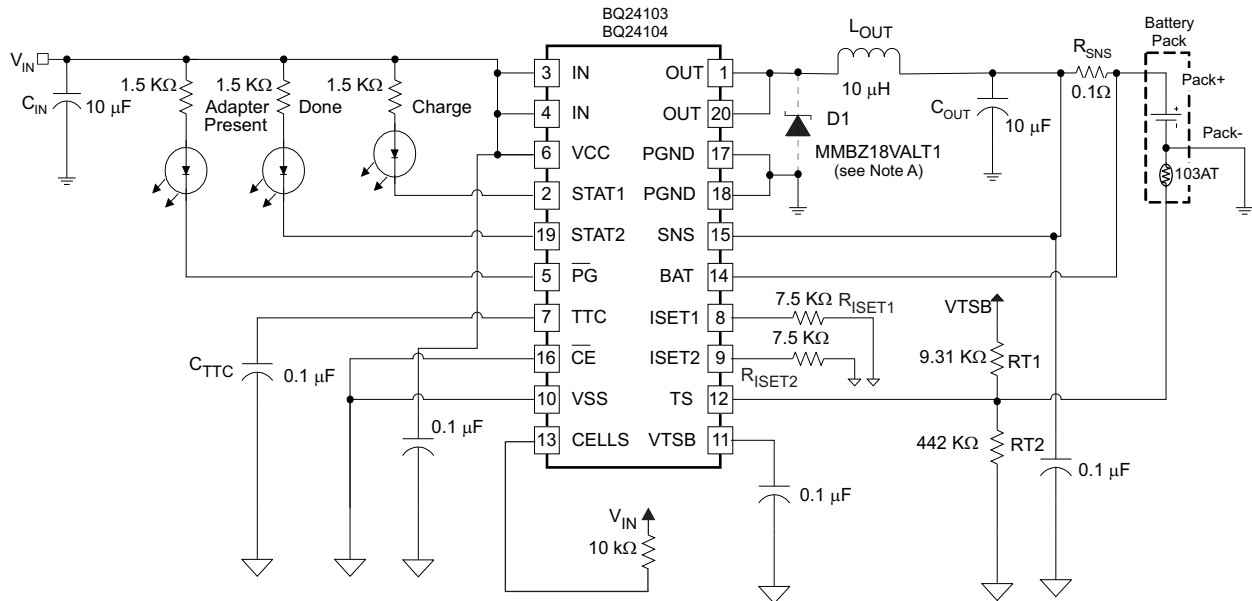 BQ24103
BQ24104
V_IN
C_IN
10 μF
1.5 KΩ
Adapter
Present
1.5 KΩ
Done
1.5 KΩ
Charge
3 IN
4 IN
6 VCC
2 STAT1
19 STAT2
5 P̅G̅
7 TTC
16 C̅E̅
10 VSS
13 CELLS
OUT 1
OUT 20
PGND 17
PGND 18
SNS 15
BAT 14
ISET1 8
ISET2 9
TS 12
VTSB 11
L_OUT
10 μH
D1
MMBZ18VALT1
(see Note A)
C_OUT
10 μF
R_SNS
0.1Ω
Battery
Pack
Pack+
+
-
Pack-
103AT
7.5 KΩ
R_ISET1
7.5 KΩ
R_ISET2
VTSB
9.31 KΩ
RT1
442 KΩ
RT2
0.1 μF
0.1 μF
C_TTC
0.1 μF
0.1 μF
V_IN
10 kΩ